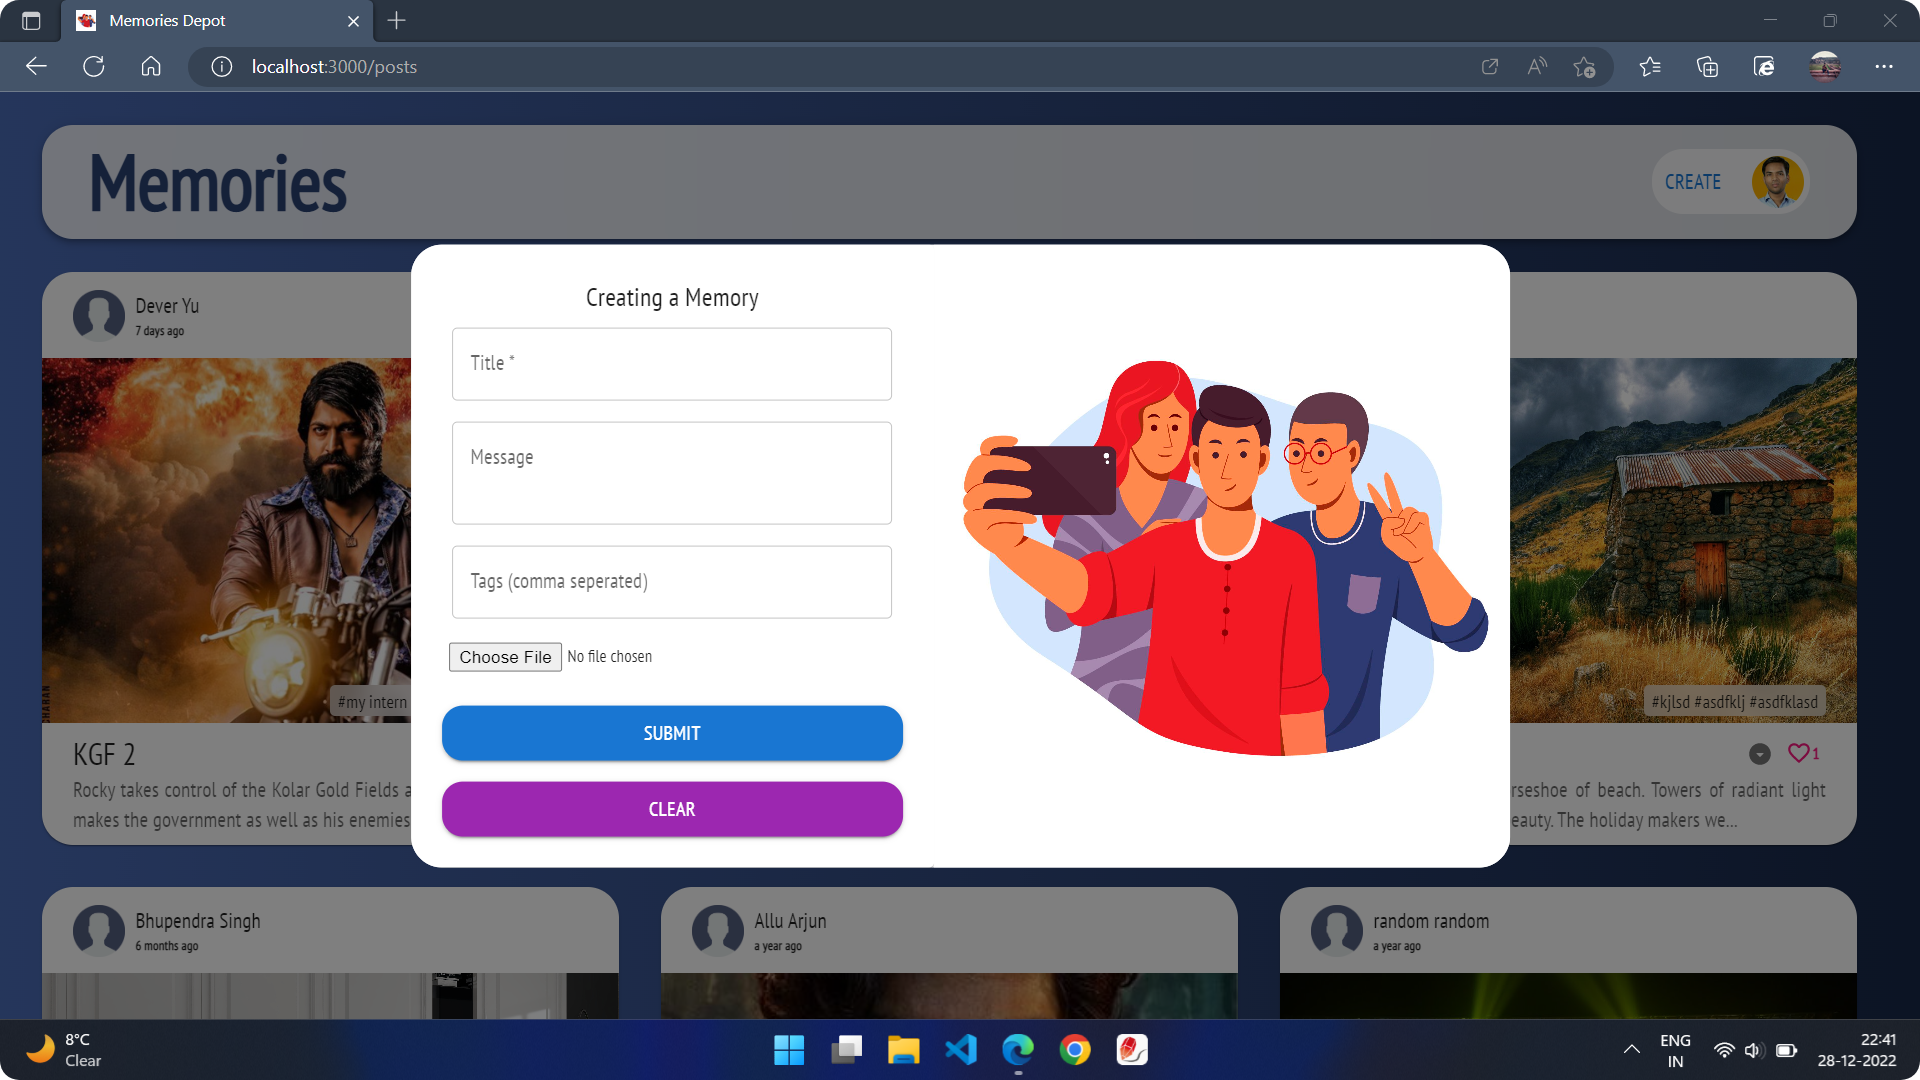 Memories Depot
localhost:3000/posts
Memories
CREATE
Dever Yu
7 days ago
#my intern
KGF 2
Rocky takes control of the Kolar Gold Fields a
makes the government as well as his enemies
Creating a Memory
Title *
Message
Tags (comma seperated)
Choose File No file chosen
SUBMIT
CLEAR
#kjlsd #asdfklj #asdfklasd
1
rseshoe of beach. Towers of radiant light
eauty. The holiday makers we...
Bhupendra Singh
6 months ago
Allu Arjun
a year ago
random random
a year ago
8°C
Clear
ENG
IN
22:41
28-12-2022